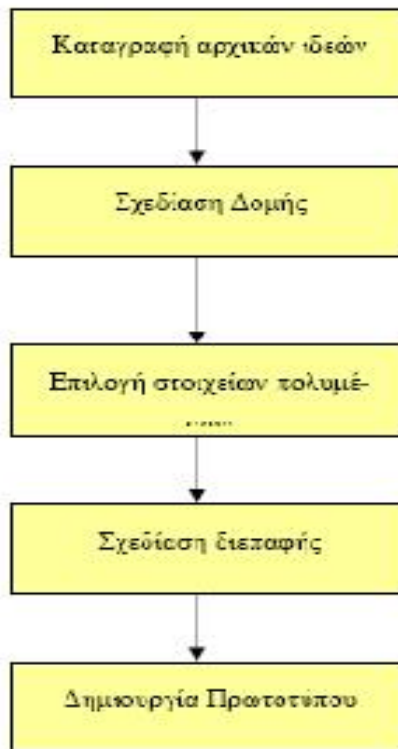 Καταγραφή αρχικών ιδεών
Σχεδίαση Δομής
Επιλογή στοιχείων πολυμέ-
Σχεδίαση διεπαφής
Δημιουργία Πρωτοτύπου